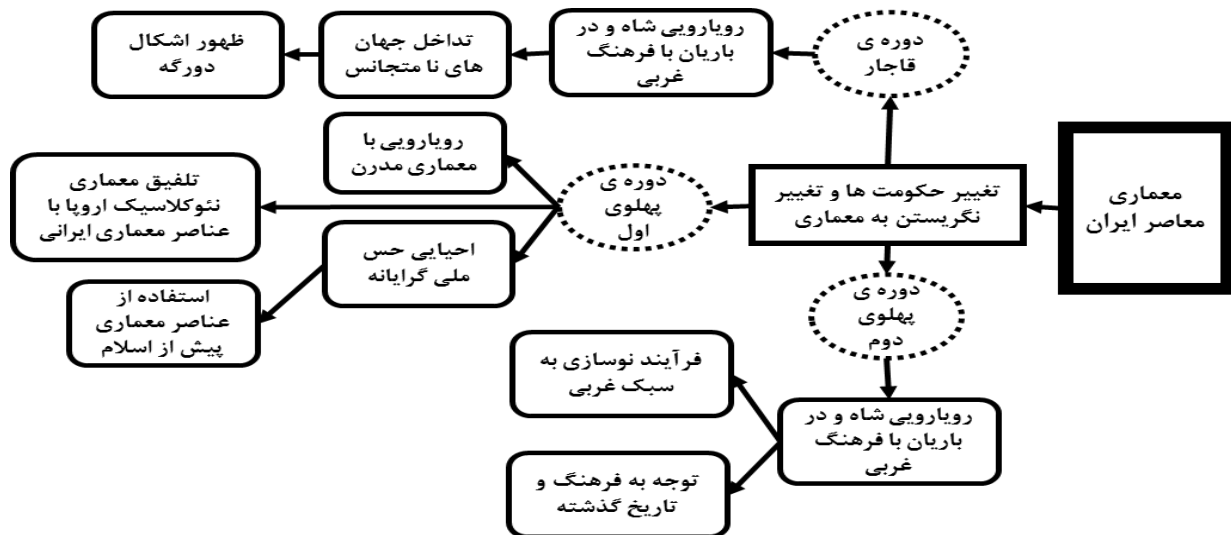 معماری
معاصر ایران
تغییر حکومت ها و تغییر
نگریستن به معماری
دوره ی
قاجار
رویارویی شاه و در
باریان با فرهنگ
غربی
تداخل جهان
های نا متجانس
ظهور اشکال
دورگه
دوره ی
پهلوی
اول
رویارویی با
معماری مدرن
تلفیق معماری
نئوکلاسیک اروپا با
عناصر معماری ایرانی
احیایی حس
ملی گرایانه
استفاده از
عناصر معماری
پیش از اسلام
دوره ی
پهلوی
دوم
رویارویی شاه و در
باریان با فرهنگ
غربی
فرآیند نوسازی به
سبک غربی
توجه به فرهنگ و
تاریخ گذشته